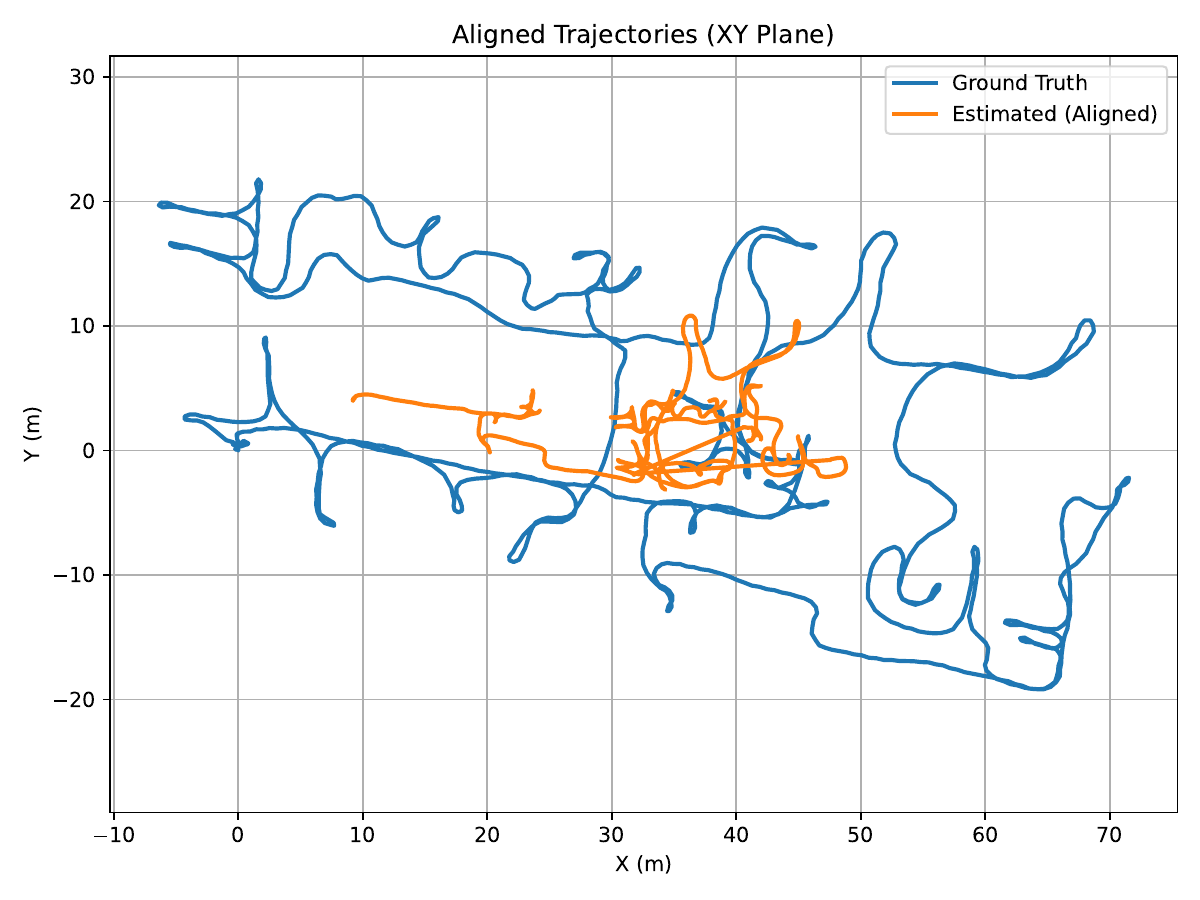 Aligned Trajectories (XY Plane)
Ground Truth
Estimated (Aligned)
30
20
10
0
−10
−20
Y (m)
−10 0 10 20 30 40 50 60 70
X (m)